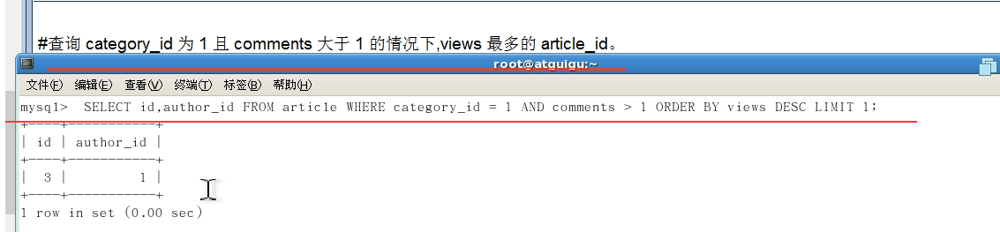 #查询 category_id 为 1 且 comments 大于 1 的情况下,views 最多的 article_id。
root@atguigu:~
文件(F) 编辑(E) 查看(V) 终端(T) 标签(B) 帮助(H)
mysql> SELECT id,author_id FROM article WHERE category_id = 1 AND comments > 1 ORDER BY views DESC LIMIT 1;
+----+-----------+
| id | author_id |
+----+-----------+
| 3 | 1 |
+----+-----------+
1 row in set (0.00 sec)